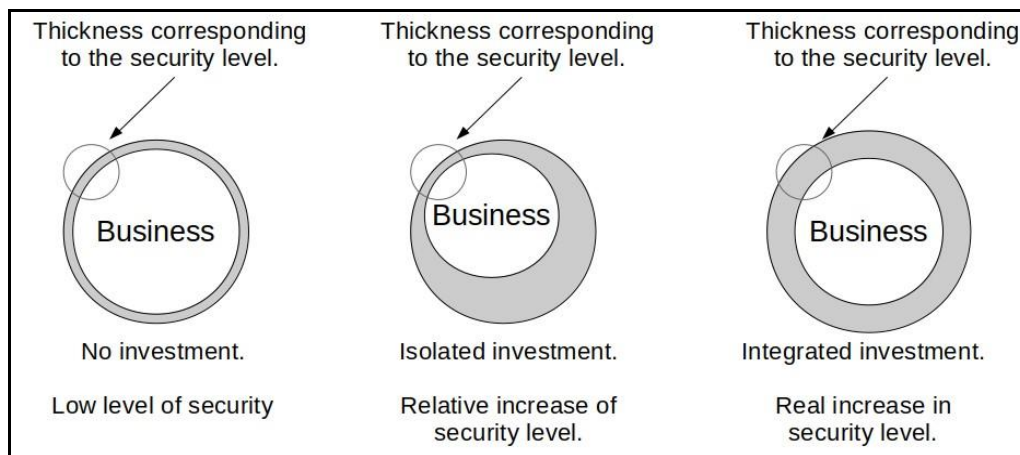 Thickness corresponding
to the security level.
Business
No investment.
Low level of security
Thickness corresponding
to the security level.
Business
Isolated investment.
Relative increase of
security level.
Thickness corresponding
to the security level.
Business
Integrated investment.
Real increase in
security level.